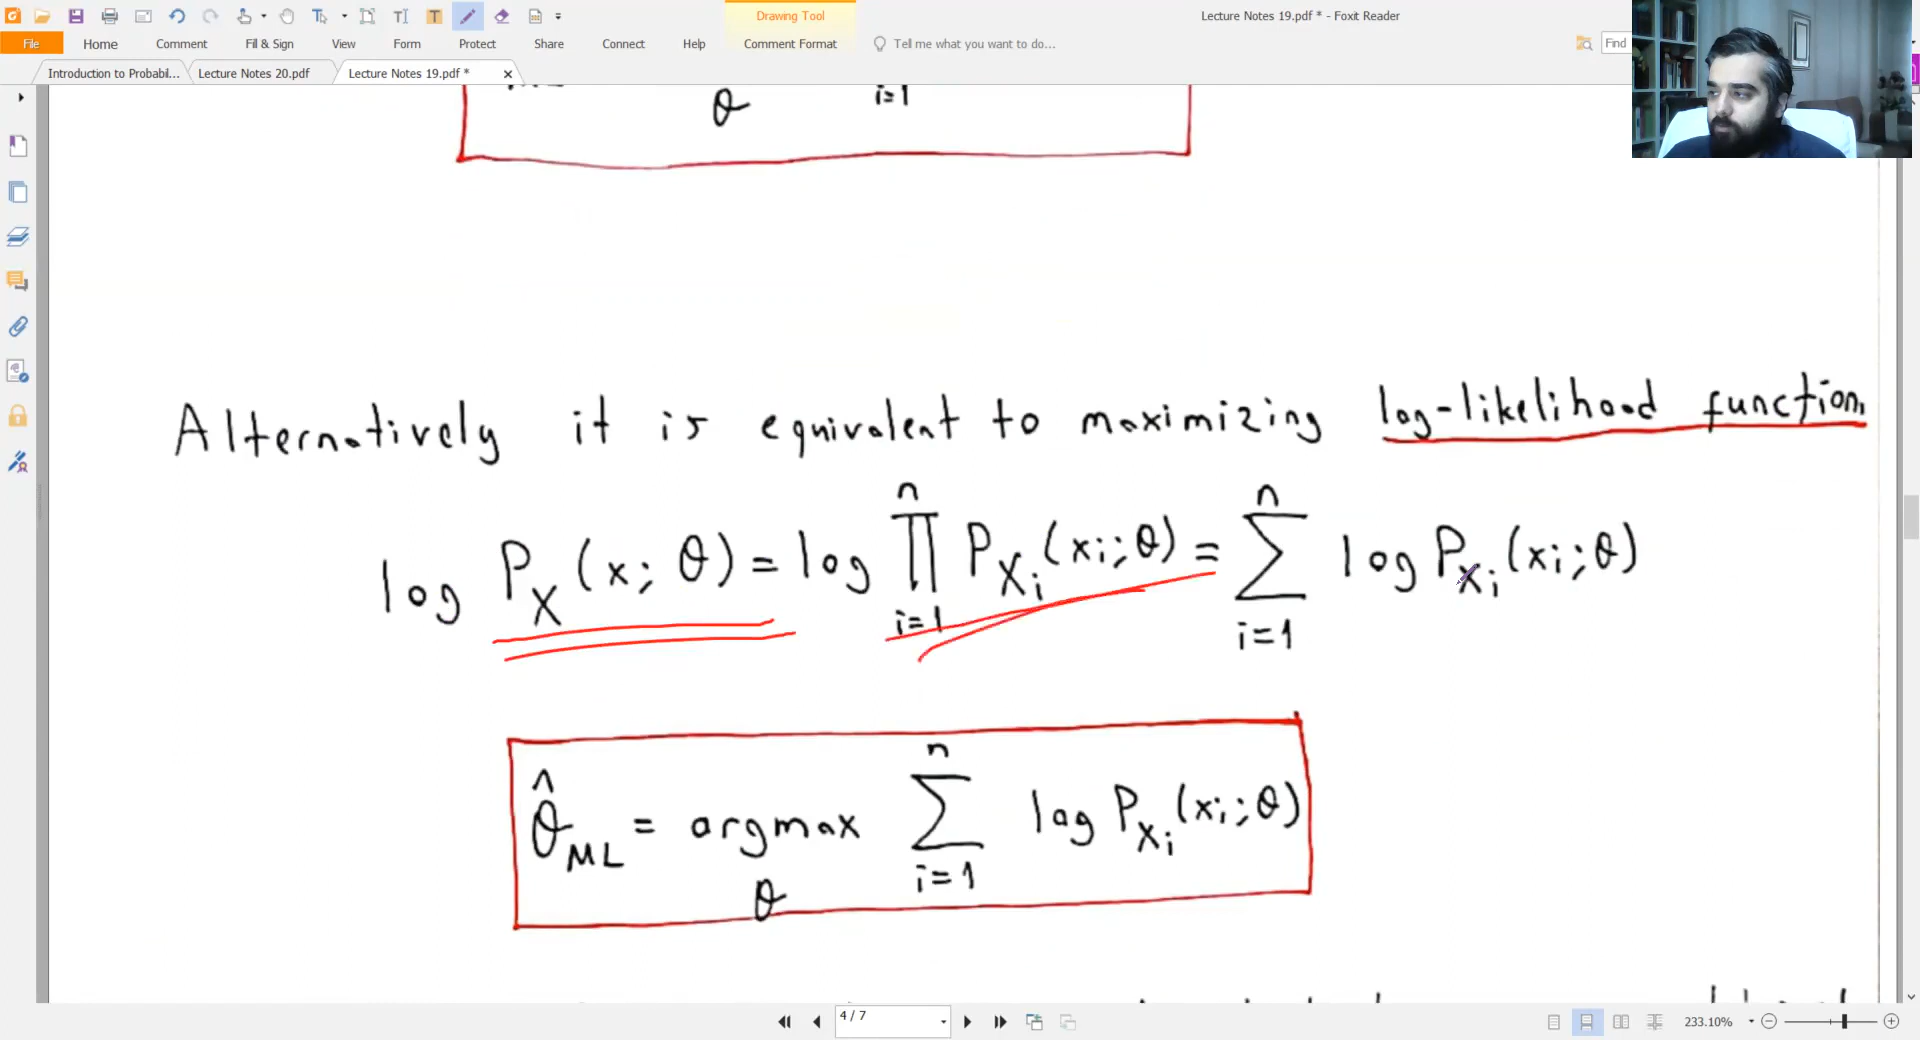 Drawing Tool
Lecture Notes 19.pdf * - Foxit Reader
File Home Comment Fill & Sign View Form Protect Share Connect Help Comment Format Tell me what you want to do... Find
Introduction to Probabil... Lecture Notes 20.pdf Lecture Notes 19.pdf *
θ i=1
Alternatively it is equivalent to maximizing log-likelihood function.
log P_X(x; θ) = log ∏_{i=1}^{n} P_{X_i}(x_i; θ) = ∑_{i=1}^{n} log P_{X_i}(x_i; θ)
θ̂_ML = argmax_θ ∑_{i=1}^{n} log P_{X_i}(x_i; θ)
4 / 7
233.10%